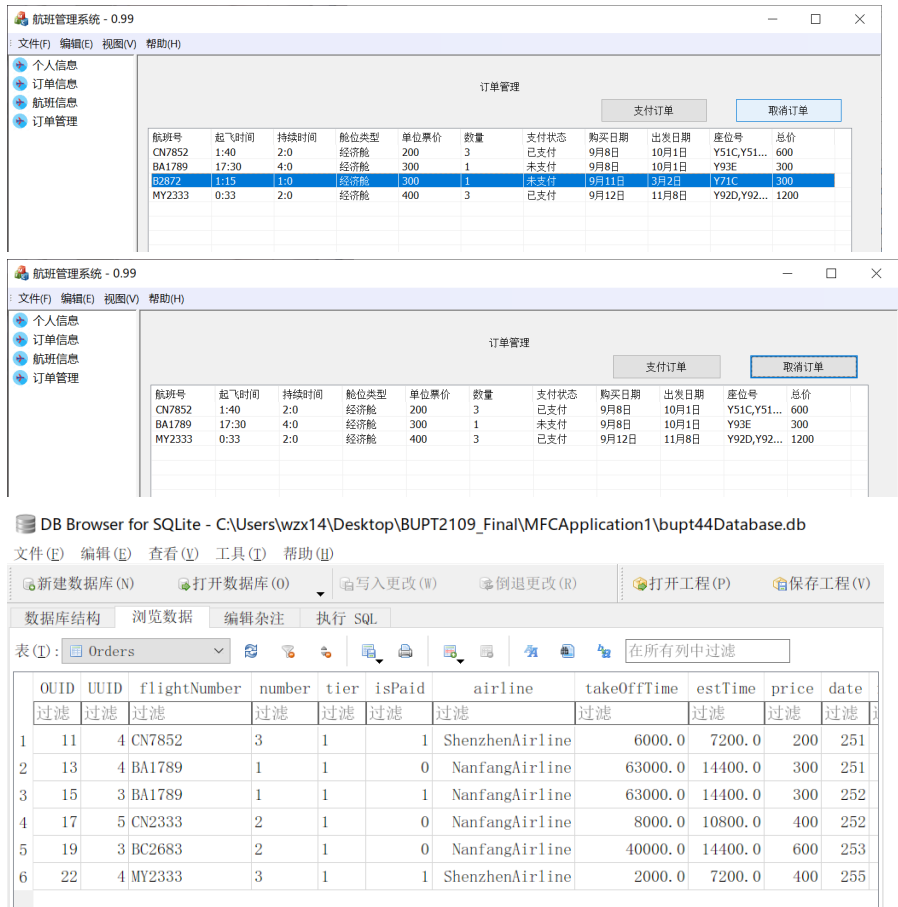 航班管理系统 - 0.99
文件(F) 编辑(E) 视图(V) 帮助(H)
个人信息
订单信息
航班信息
订单管理
订单管理
支付订单 取消订单
航班号 起飞时间 持续时间 舱位类型 单位票价 数量 支付状态 购买日期 出发日期 座位号 总价
CN7852 1:40 2:0 经济舱 200 3 已支付 9月8日 10月1日 Y51C,Y51... 600
BA1789 17:30 4:0 经济舱 300 1 未支付 9月8日 10月1日 Y93E 300
B2872 1:15 1:0 经济舱 300 1 未支付 9月11日 3月2日 Y71C 300
MY2333 0:33 2:0 经济舱 400 3 已支付 9月12日 11月8日 Y92D,Y92... 1200
航班管理系统 - 0.99
文件(F) 编辑(E) 视图(V) 帮助(H)
个人信息
订单信息
航班信息
订单管理
订单管理
支付订单 取消订单
航班号 起飞时间 持续时间 舱位类型 单位票价 数量 支付状态 购买日期 出发日期 座位号 总价
CN7852 1:40 2:0 经济舱 200 3 已支付 9月8日 10月1日 Y51C,Y51... 600
BA1789 17:30 4:0 经济舱 300 1 未支付 9月8日 10月1日 Y93E 300
MY2333 0:33 2:0 经济舱 400 3 已支付 9月12日 11月8日 Y92D,Y92... 1200
DB Browser for SQLite - C:\Users\wzx14\Desktop\BUPT2109_Final\MFCApplication1\bupt44Database.db
文件(F) 编辑(E) 查看(V) 工具(T) 帮助(H)
新建数据库(N) 打开数据库(O) 写入更改(W) 倒退更改(R) 打开工程(P) 保存工程(V)
数据库结构 浏览数据 编辑杂注 执行 SQL
表(T): Orders 在所有列中过滤
OUID UUID flightNumber number tier isPaid airline takeOffTime estTime price date
过滤 过滤 过滤 过滤 过滤 过滤 过滤 过滤 过滤 过滤 过滤
1 11 4 CN7852 3 1 1 ShenzhenAirline 6000.0 7200.0 200 251
2 13 4 BA1789 1 1 0 NanfangAirline 63000.0 14400.0 300 251
3 15 3 BA1789 1 1 1 NanfangAirline 63000.0 14400.0 300 252
4 17 5 CN2333 2 1 0 NanfangAirline 8000.0 10800.0 400 252
5 19 3 BC2683 2 1 0 NanfangAirline 40000.0 14400.0 600 253
6 22 4 MY2333 3 1 1 ShenzhenAirline 2000.0 7200.0 400 255